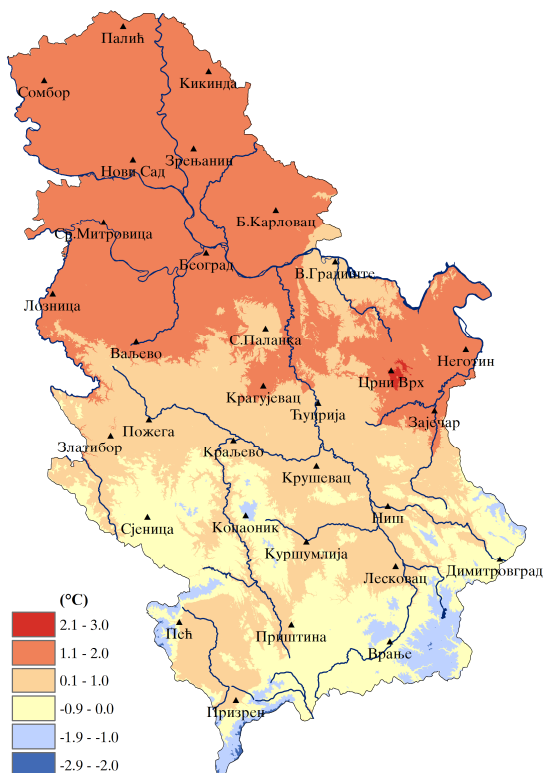 Палић
Сомбор
Кикинда
Зрењанин
Нови Сад
Б.Карловац
Ср.Митровица
Београд
В.Градиште
Лозница
С.Паланка
Ваљево
Неготин
Црни Врх
Крагујевац
Ћуприја
Зајечар
Пожега
Златибор
Краљево
Крушевац
Сјеница
Копаоник
Ниш
Куршумлија
Димитровград
Лесковац
(°C)
2.1 - 3.0
1.1 - 2.0
Пећ
Приштина
Врање
0.1 - 1.0
-0.9 - 0.0
Призрен
-1.9 - -1.0
-2.9 - -2.0